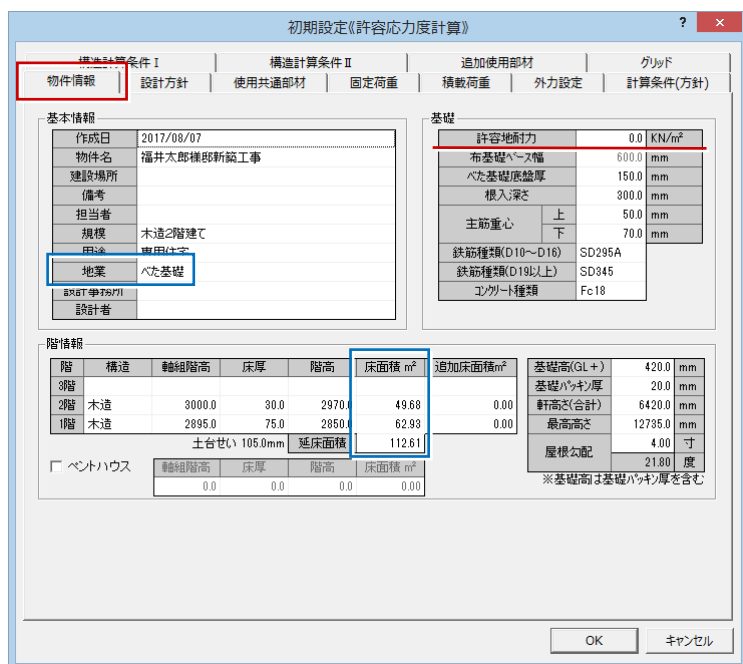 初期設定《許容応力度計算》
? ×
構造計算条件Ⅰ 構造計算条件Ⅱ 追加使用部材 グリッド
物件情報 設計方針 使用共通部材 固定荷重 積載荷重 外力設定 計算条件(方針)
基本情報
作成日 2017/08/07
物件名 福井太郎様邸新築工事
建設場所
備考
担当者
規模 木造2階建て
用途 専用住宅
地業 べた基礎
設計事務所
設計者
基礎
許容地耐力 0.0 KN/㎡
布基礎ベース幅 600.0 mm
べた基礎底盤厚 150.0 mm
根入深さ 300.0 mm
主筋重心 上 50.0 mm
下 70.0 mm
鉄筋種類(D10～D16) SD295A
鉄筋種類(D19以上) SD345
コンクリート種類 Fc18
階情報
階 構造 軸組階高 床厚 階高 床面積 ㎡ 追加床面積㎡
3階
2階 木造 3000.0 30.0 2970.0 49.68 0.00
1階 木造 2895.0 75.0 2850.0 62.93 0.00
土台せい 105.0mm 延床面積 112.61
ペントハウス 軸組階高 床厚 階高 床面積 ㎡
0.0 0.0 0.0 0.00
基礎高(GL+) 420.0 mm
基礎パッキン厚 20.0 mm
軒高さ(合計) 6420.0 mm
最高高さ 12735.0 mm
屋根勾配 4.00 寸
21.80 度
※基礎高は基礎パッキン厚を含む
OK キャンセル